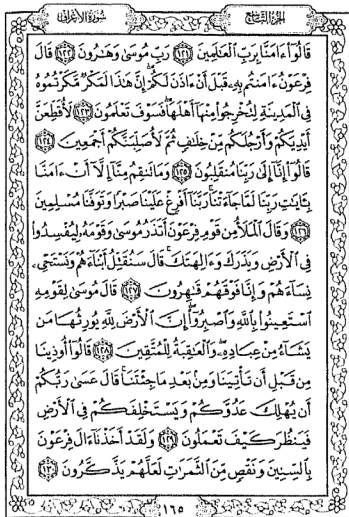 الجزء التاسع
سورة الأعراف
قَالُوٓا۟ ءَامَنَّا بِرَبِّ ٱلْعَـٰلَمِينَ ﴿١٢١﴾ رَبِّ مُوسَىٰ وَهَـٰرُونَ ﴿١٢٢﴾ قَالَ
فِرْعَوْنُ ءَامَنتُم بِهِۦ قَبْلَ أَنْ ءَاذَنَ لَكُمْ إِنَّ هَـٰذَا لَمَكْرٌ مَّكَرْتُمُوهُ
فِى ٱلْمَدِينَةِ لِتُخْرِجُوا۟ مِنْهَآ أَهْلَهَا فَسَوْفَ تَعْلَمُونَ ﴿١٢٣﴾ لَأُقَطِّعَنَّ
أَيْدِيَكُمْ وَأَرْجُلَكُم مِّنْ خِلَـٰفٍ ثُمَّ لَأُصَلِّبَنَّكُمْ أَجْمَعِينَ ﴿١٢٤﴾
قَالُوٓا۟ إِنَّآ إِلَىٰ رَبِّنَا مُنقَلِبُونَ ﴿١٢٥﴾ وَمَا تَنقِمُ مِنَّآ إِلَّآ أَنْ ءَامَنَّا
بِـَٔايَـٰتِ رَبِّنَا لَمَّا جَآءَتْنَا رَبَّنَآ أَفْرِغْ عَلَيْنَا صَبْرًا وَتَوَفَّنَا مُسْلِمِينَ
﴿١٢٦﴾ وَقَالَ ٱلْمَلَأُ مِن قَوْمِ فِرْعَوْنَ أَتَذَرُ مُوسَىٰ وَقَوْمَهُۥ لِيُفْسِدُوا۟
فِى ٱلْأَرْضِ وَيَذَرَكَ وَءَالِهَتَكَ قَالَ سَنُقَتِّلُ أَبْنَآءَهُمْ وَنَسْتَحْىِۦ
نِسَآءَهُمْ وَإِنَّا فَوْقَهُمْ قَـٰهِرُونَ ﴿١٢٧﴾ قَالَ مُوسَىٰ لِقَوْمِهِ
ٱسْتَعِينُوا۟ بِٱللَّهِ وَٱصْبِرُوٓا۟ إِنَّ ٱلْأَرْضَ لِلَّهِ يُورِثُهَا مَن
يَشَآءُ مِنْ عِبَادِهِۦ وَٱلْعَـٰقِبَةُ لِلْمُتَّقِينَ ﴿١٢٨﴾ قَالُوٓا۟ أُوذِينَا
مِن قَبْلِ أَن تَأْتِيَنَا وَمِنۢ بَعْدِ مَا جِئْتَنَا قَالَ عَسَىٰ رَبُّكُمْ
أَن يُهْلِكَ عَدُوَّكُمْ وَيَسْتَخْلِفَكُمْ فِى ٱلْأَرْضِ
فَيَنظُرَ كَيْفَ تَعْمَلُونَ ﴿١٢٩﴾ وَلَقَدْ أَخَذْنَآ ءَالَ فِرْعَوْنَ
بِٱلسِّنِينَ وَنَقْصٍ مِّنَ ٱلثَّمَرَٰتِ لَعَلَّهُمْ يَذَّكَّرُونَ ﴿١٣٠﴾
١٦٥